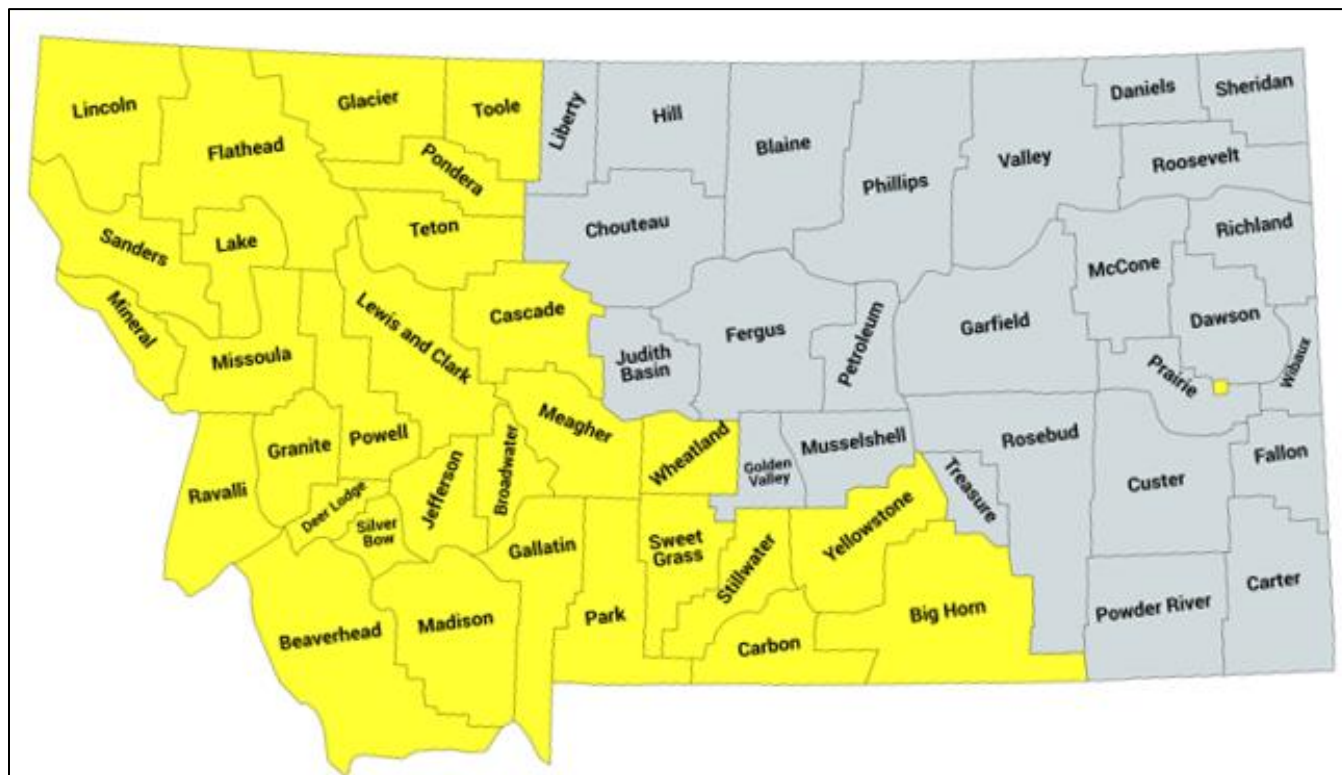 Lincoln
Flathead
Glacier
Toole
Liberty
Hill
Blaine
Phillips
Valley
Daniels
Sheridan
Roosevelt
Pondera
Teton
Chouteau
Richland
Sanders
Lake
McCone
Mineral
Missoula
Lewis and Clark
Cascade
Judith
Basin
Fergus
Petroleum
Garfield
Dawson
Prairie
Wibaux
Ravalli
Granite
Powell
Deer Lodge
Silver
Bow
Jefferson
Broadwater
Meagher
Wheatland
Golden
Valley
Musselshell
Treasure
Rosebud
Custer
Fallon
Beaverhead
Madison
Gallatin
Park
Sweet
Grass
Stillwater
Yellowstone
Carbon
Big Horn
Powder River
Carter